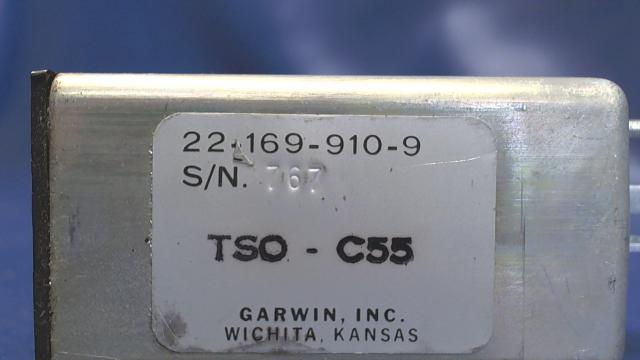 22-169-910-9
S/N. 767
TSO - C55
GARWIN, INC.
WICHITA, KANSAS